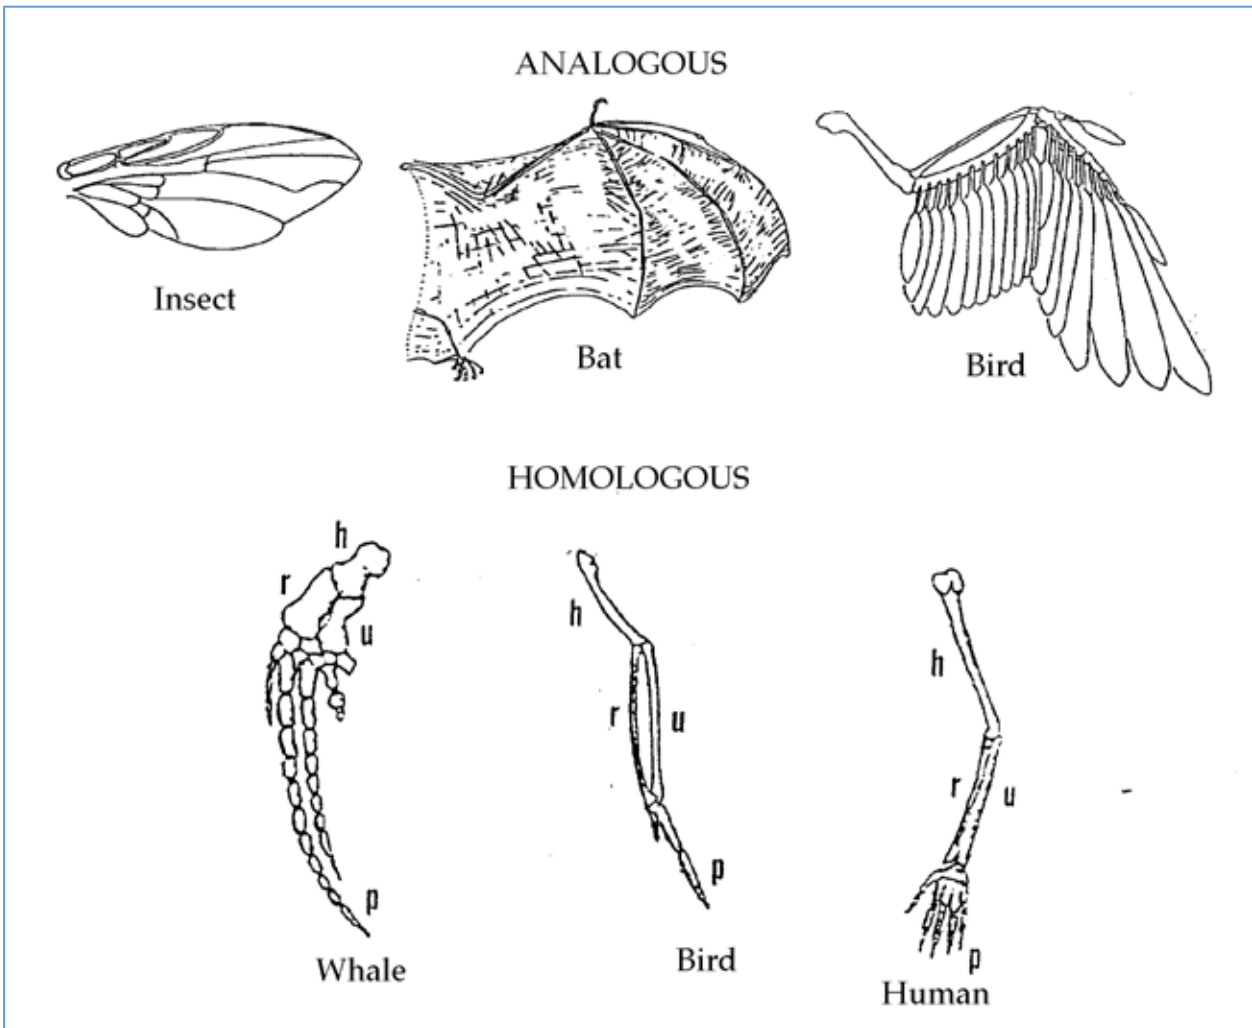 ANALOGOUS
Insect
Bat
Bird
HOMOLOGOUS
h
r
u
p
Whale
h
r
u
p
Bird
h
r
u
p
Human